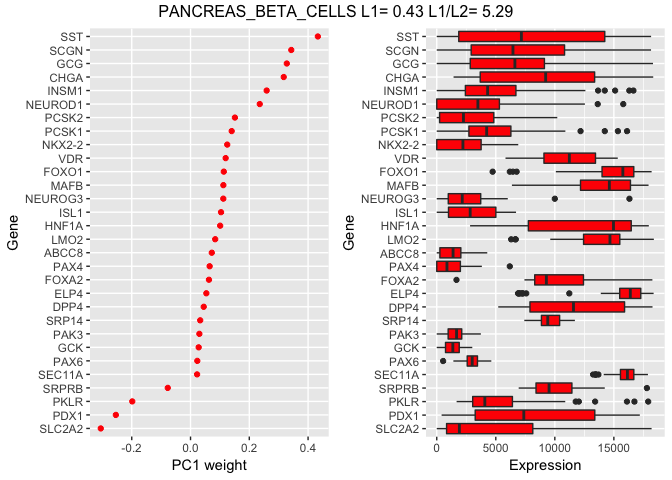 PANCREAS_BETA_CELLS L1= 0.43 L1/L2= 5.29
Gene
SST
SCGN
GCG
CHGA
INSM1
NEUROD1
PCSK2
PCSK1
NKX2-2
VDR
FOXO1
MAFB
NEUROG3
ISL1
HNF1A
LMO2
ABCC8
PAX4
FOXA2
ELP4
DPP4
SRP14
PAK3
GCK
PAX6
SEC11A
SRPRB
PKLR
PDX1
SLC2A2
-0.2 0.0 0.2 0.4
PC1 weight
Gene
SST
SCGN
GCG
CHGA
INSM1
NEUROD1
PCSK2
PCSK1
NKX2-2
VDR
FOXO1
MAFB
NEUROG3
ISL1
HNF1A
LMO2
ABCC8
PAX4
FOXA2
ELP4
DPP4
SRP14
PAK3
GCK
PAX6
SEC11A
SRPRB
PKLR
PDX1
SLC2A2
0 5000 10000 15000
Expression